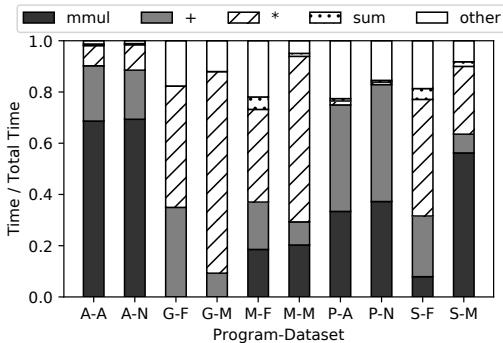 mmul + * sum other
1.0
0.8
0.6
0.4
0.2
0.0
Time / Total Time
A-A A-N G-F G-M M-F M-M P-A P-N S-F S-M
Program-Dataset